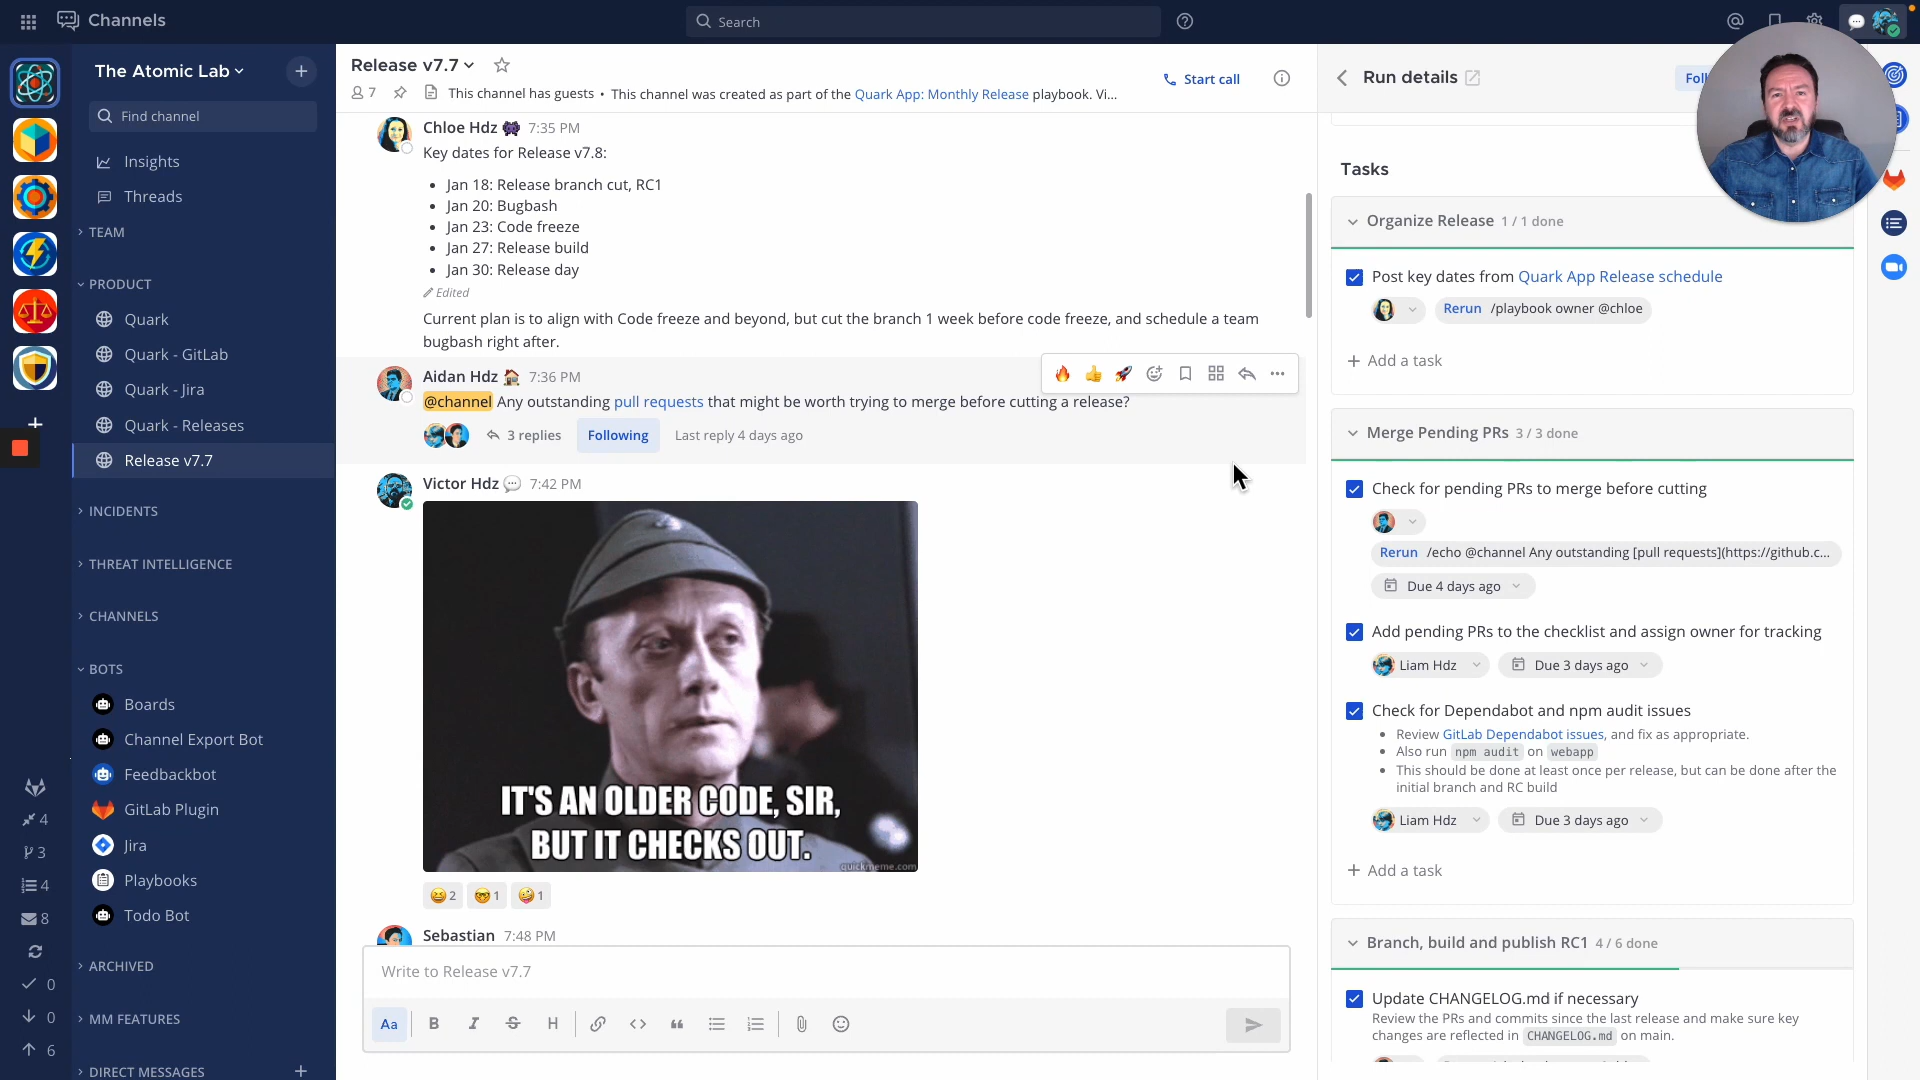 Channels
Search
The Atomic Lab
Find channel
Insights
Threads
TEAM
PRODUCT
Quark
Quark - GitLab
Quark - Jira
Quark - Releases
Release v7.7
INCIDENTS
THREAT INTELLIGENCE
CHANNELS
BOTS
Boards
Channel Export Bot
Feedbackbot
GitLab Plugin
Jira
Playbooks
Todo Bot
ARCHIVED
MM FEATURES
DIRECT MESSAGES
4
3
4
8
0
0
6
Release v7.7
7
This channel has guests • This channel was created as part of the Quark App: Monthly Release playbook. Vi...
Start call
Chloe Hdz 7:35 PM
Key dates for Release v7.8:
• Jan 18: Release branch cut, RC1
• Jan 20: Bugbash
• Jan 23: Code freeze
• Jan 27: Release build
• Jan 30: Release day
Edited
Current plan is to align with Code freeze and beyond, but cut the branch 1 week before code freeze, and schedule a team
bugbash right after.
Aidan Hdz 7:36 PM
@channel Any outstanding pull requests that might be worth trying to merge before cutting a release?
3 replies Following Last reply 4 days ago
Victor Hdz 7:42 PM
IT'S AN OLDER CODE, SIR,
BUT IT CHECKS OUT.
quickmeme.com
2 1 1
Sebastian 7:48 PM
Write to Release v7.7
Aa B I S H
Run details
Tasks
Organize Release 1 / 1 done
Post key dates from Quark App Release schedule
Rerun /playbook owner @chloe
+ Add a task
Merge Pending PRs 3 / 3 done
Check for pending PRs to merge before cutting
Rerun /echo @channel Any outstanding [pull requests](https://github.c...
Due 4 days ago
Add pending PRs to the checklist and assign owner for tracking
Liam Hdz Due 3 days ago
Check for Dependabot and npm audit issues
• Review GitLab Dependabot issues, and fix as appropriate.
• Also run npm audit on webapp
• This should be done at least once per release, but can be done after the
initial branch and RC build
Liam Hdz Due 3 days ago
+ Add a task
Branch, build and publish RC1 4 / 6 done
Update CHANGELOG.md if necessary
Review the PRs and commits since the last release and make sure key
changes are reflected in CHANGELOG.md on main.